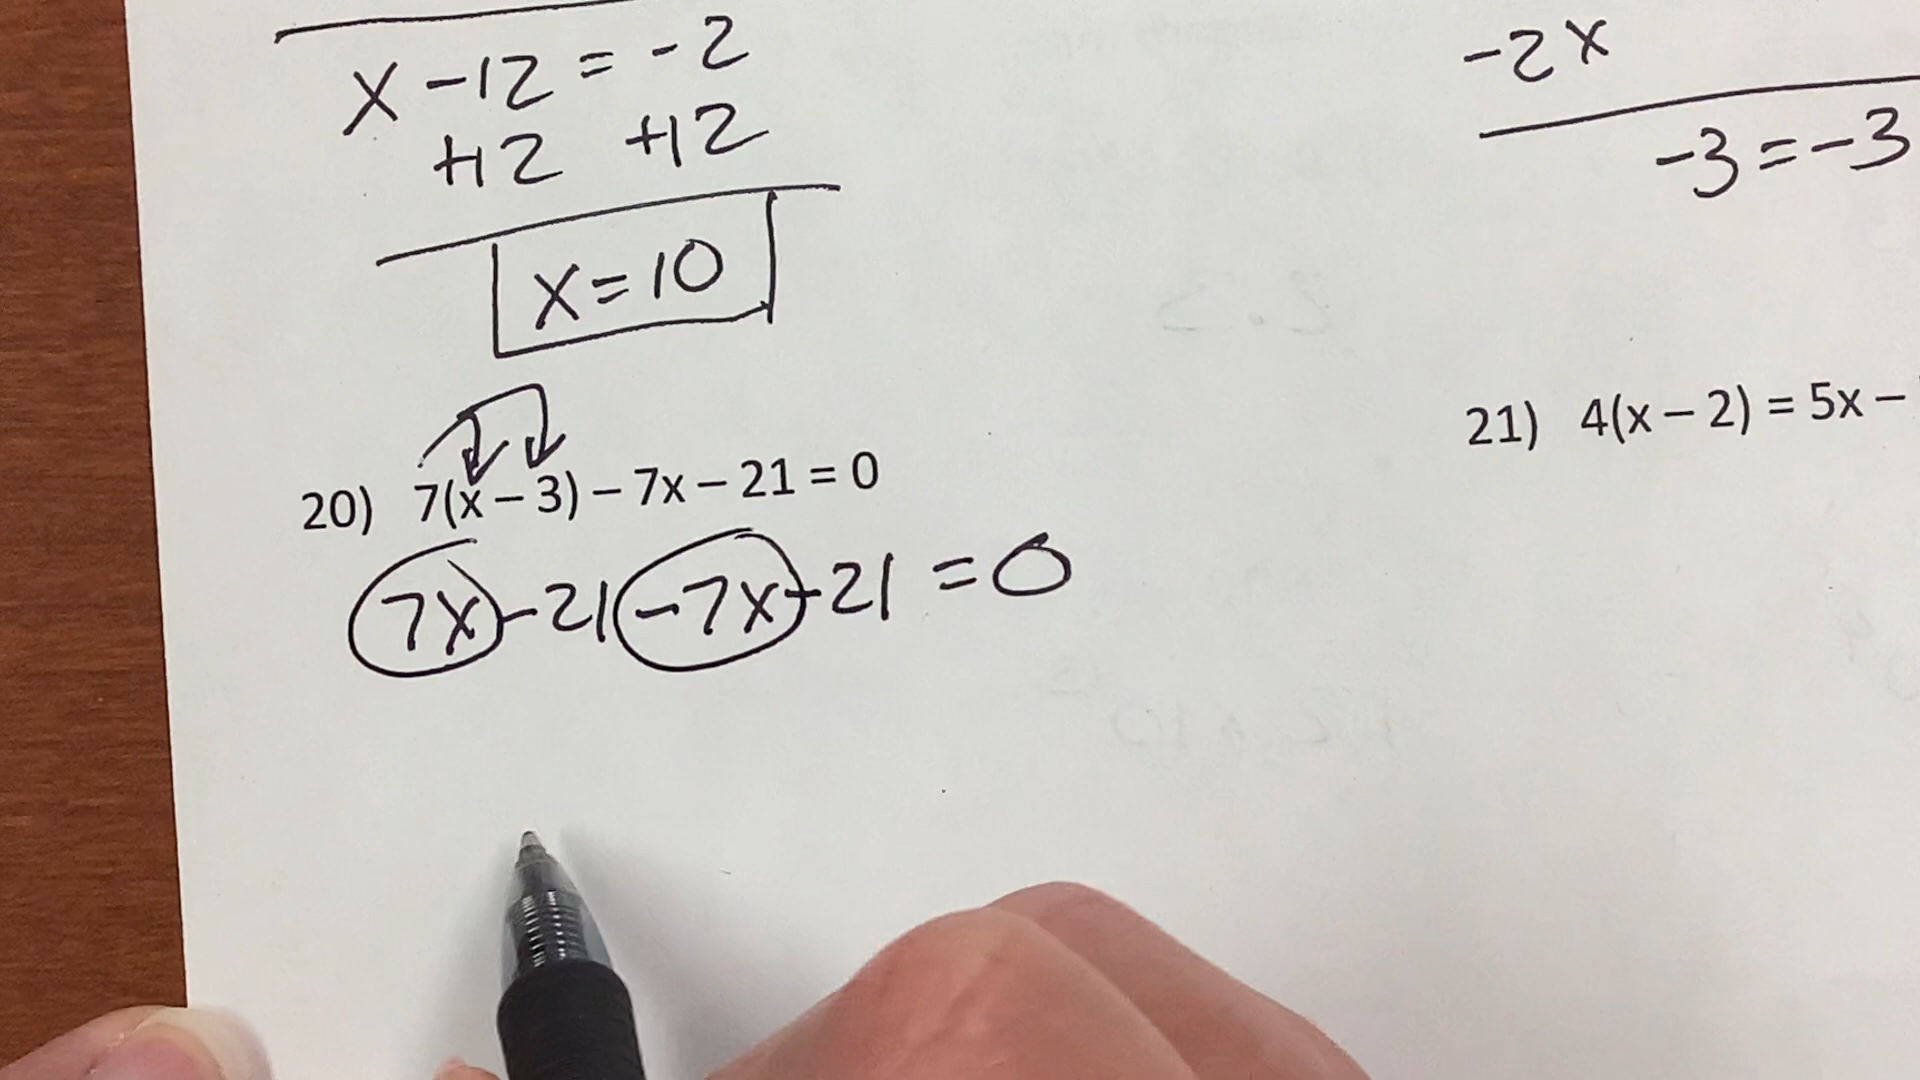 x - 12 = - 2
+12 +12
x = 10
20) 7(x – 3) – 7x – 21 = 0
7x - 21 - 7x - 21 = 0
-2x
-3 = -3
21) 4(x – 2) = 5x –